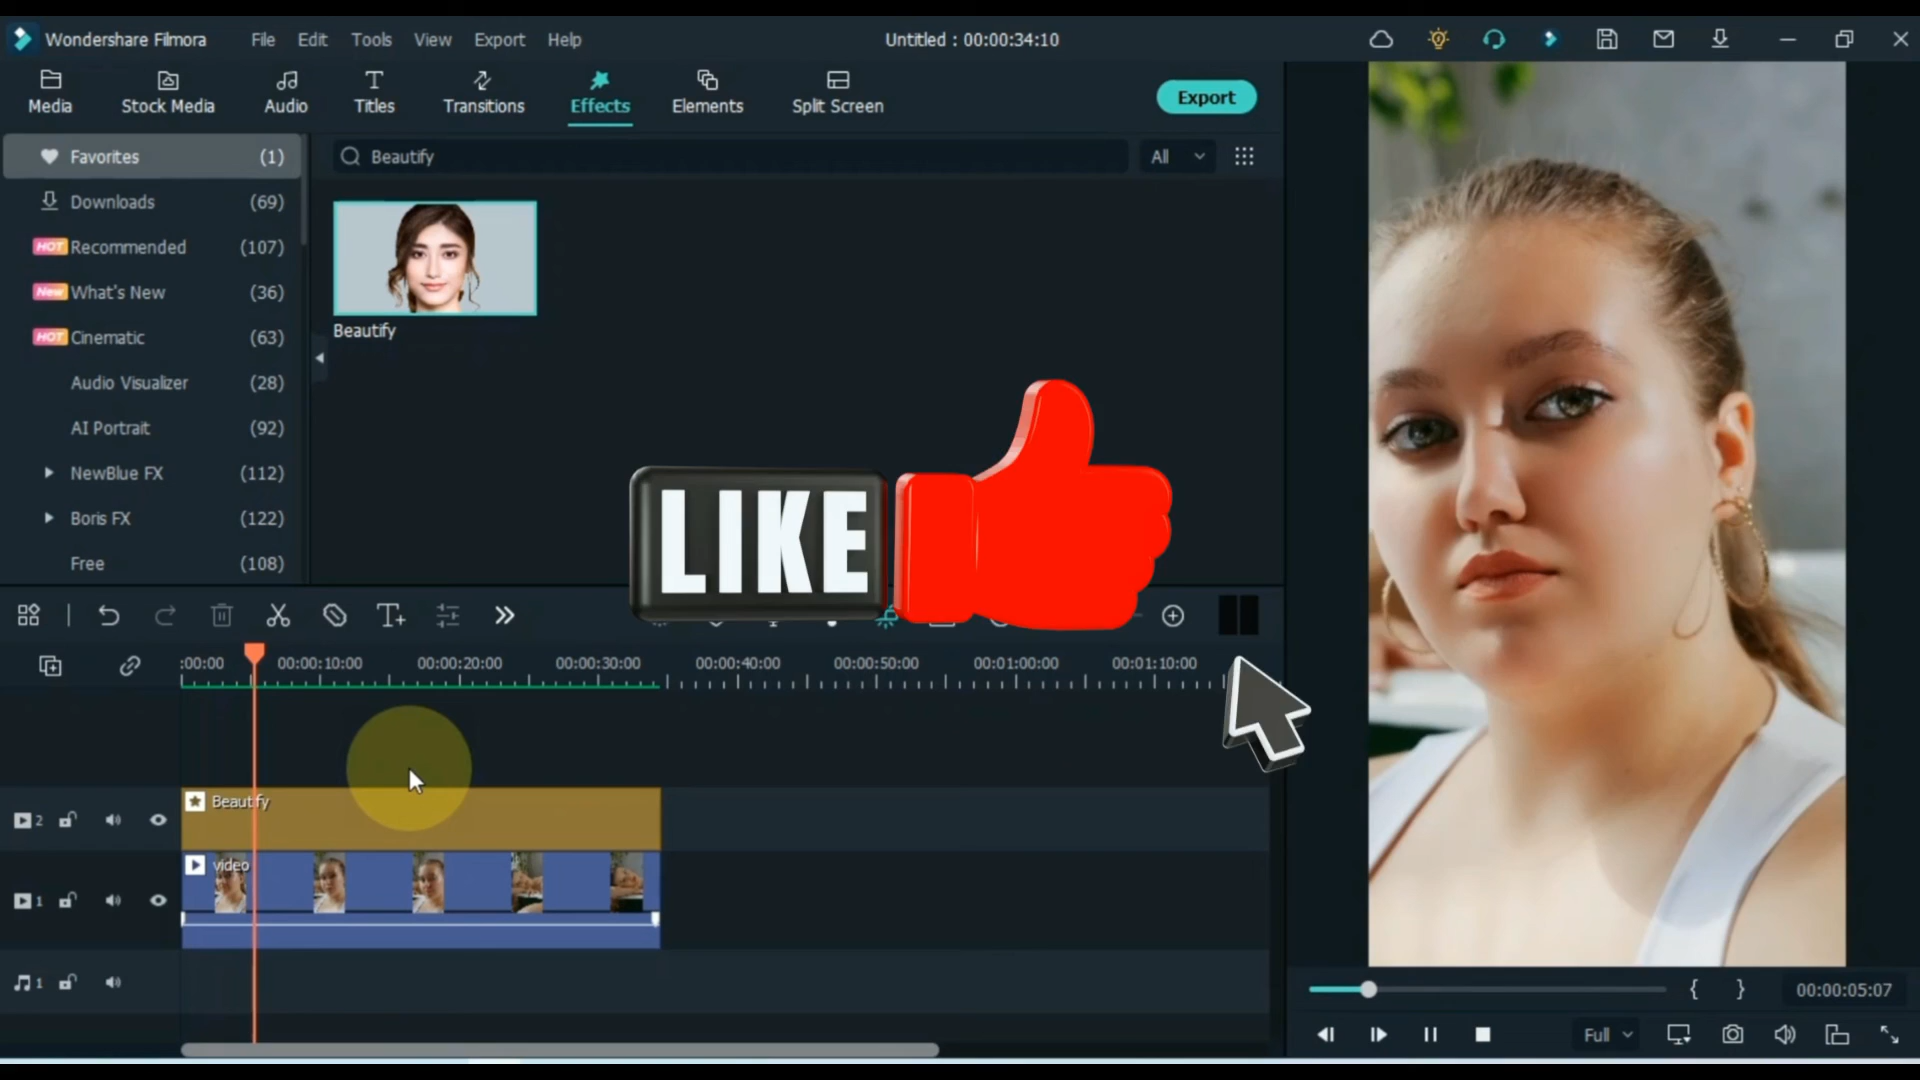 Wondershare Filmora
File Edit Tools View Export Help
Untitled : 00:00:34:10
Media Stock Media Audio Titles Transitions Effects Elements Split Screen
Export
Favorites (1)
Downloads (69)
HOT Recommended (107)
New What's New (36)
HOT Cinematic (63)
Audio Visualizer (28)
AI Portrait (92)
NewBlue FX (112)
Boris FX (122)
Free (108)
Beautify
All
Beautify
LIKE
:00:00 00:00:10:00 00:00:20:00 00:00:30:00 00:00:40:00 00:00:50:00 00:01:00:00 00:01:10:00
2
Beautify
1
video
1
00:00:05:07
Full